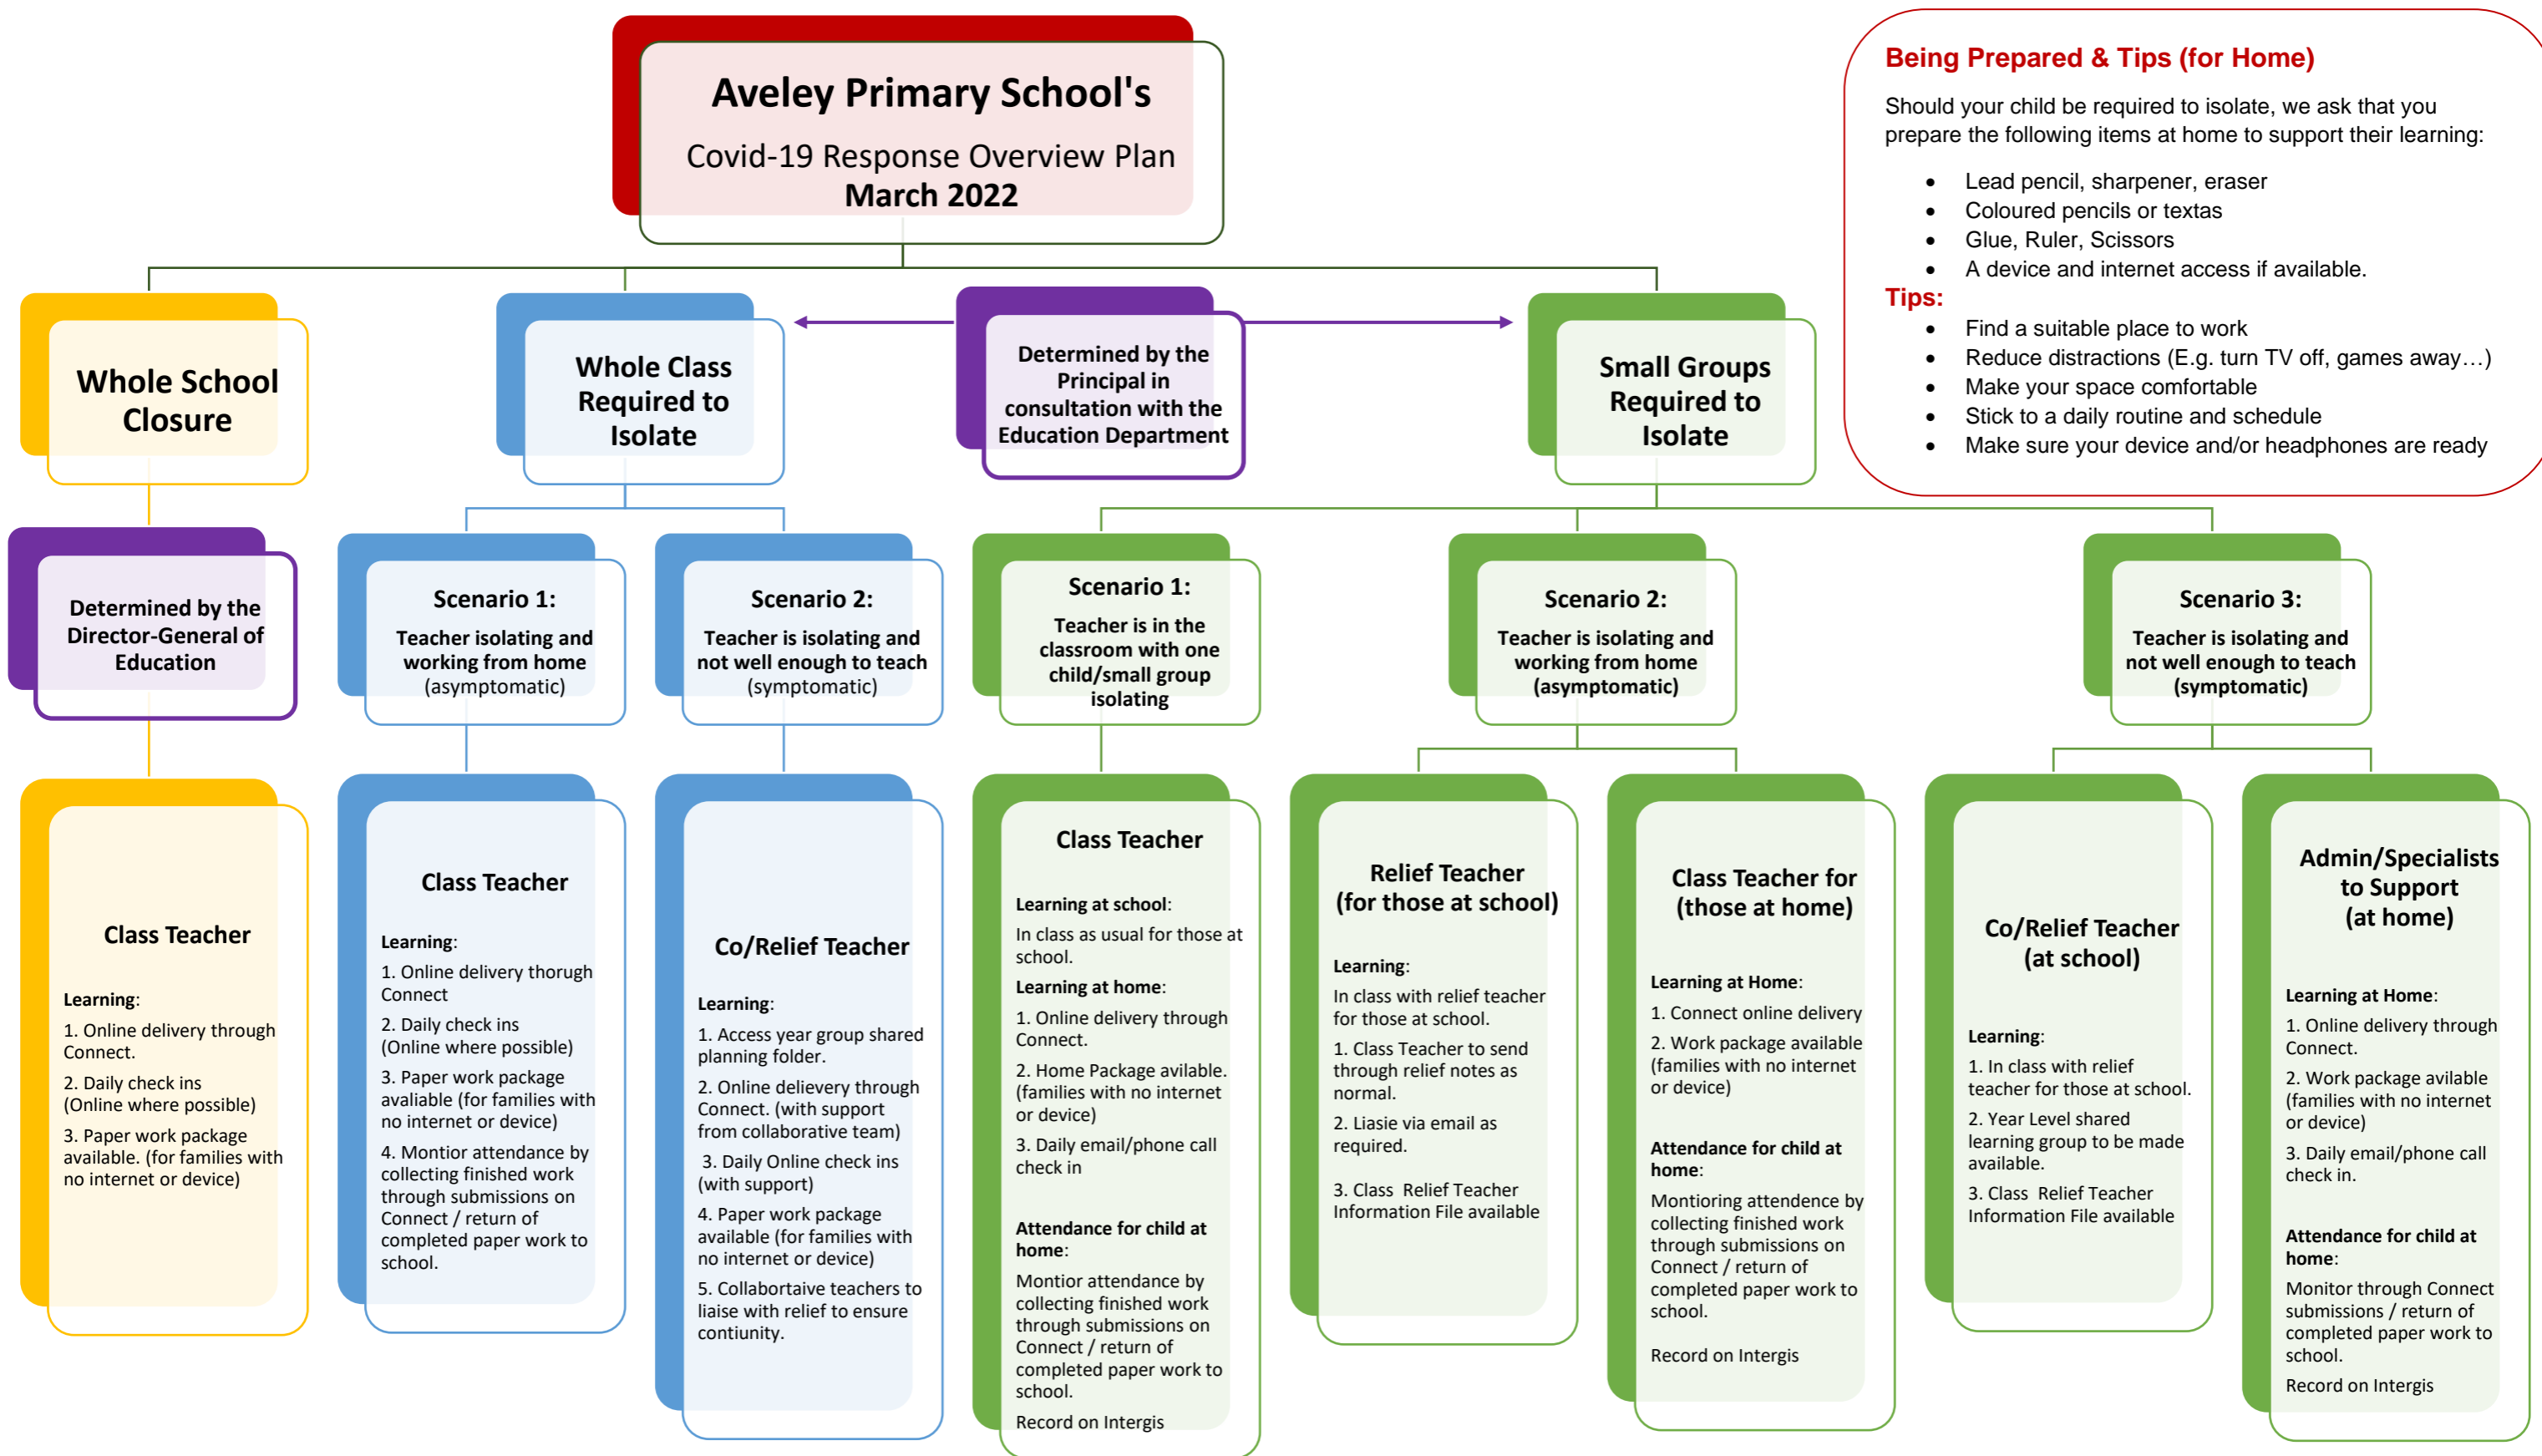 Aveley Primary School's
Covid-19 Response Overview Plan
March 2022
Being Prepared & Tips (for Home)
Should your child be required to isolate, we ask that you
prepare the following items at home to support their learning:
• Lead pencil, sharpener, eraser
• Coloured pencils or textas
• Glue, Ruler, Scissors
• A device and internet access if available.
Tips:
• Find a suitable place to work
• Reduce distractions (E.g. turn TV off, games away…)
• Make your space comfortable
• Stick to a daily routine and schedule
• Make sure your device and/or headphones are ready
Whole School
Closure
Whole Class
Required to
Isolate
Determined by the
Principal in
consultation with the
Education Department
Small Groups
Required to
Isolate
Determined by the
Director-General of
Education
Scenario 1:
Teacher isolating and
working from home
(asymptomatic)
Scenario 2:
Teacher is isolating and
not well enough to teach
(symptomatic)
Scenario 1:
Teacher is in the
classroom with one
child/small group
isolating
Scenario 2:
Teacher is isolating and
working from home
(asymptomatic)
Scenario 3:
Teacher is isolating and
not well enough to teach
(symptomatic)
Class Teacher
Learning:
1. Online delivery through
Connect.
2. Daily check ins
(Online where possible)
3. Paper work package
available. (for families with
no internet or device)
Class Teacher
Learning:
1. Online delivery thorugh
Connect
2. Daily check ins
(Online where possible)
3. Paper work package
avaliable (for families with
no internet or device)
4. Montior attendance by
collecting finished work
through submissions on
Connect / return of
completed paper work to
school.
Co/Relief Teacher
Learning:
1. Access year group shared
planning folder.
2. Online delievery through
Connect. (with support
from collaborative team)
3. Daily Online check ins
(with support)
4. Paper work package
available (for families with
no internet or device)
5. Collabortaive teachers to
liaise with relief to ensure
contiunity.
Class Teacher
Learning at school:
In class as usual for those at
school.
Learning at home:
1. Online delivery through
Connect.
2. Home Package avilable.
(families with no internet
or device)
3. Daily email/phone call
check in
Attendance for child at
home:
Montior attendance by
collecting finished work
through submissions on
Connect / return of
completed paper work to
school.
Record on Intergis
Relief Teacher
(for those at school)
Learning:
In class with relief teacher
for those at school.
1. Class Teacher to send
through relief notes as
normal.
2. Liasie via email as
required.
3. Class Relief Teacher
Information File available
Class Teacher for
(those at home)
Learning at Home:
1. Connect online delivery
2. Work package available
(families with no internet
or device)
Attendance for child at
home:
Montioring attendence by
collecting finished work
through submissions on
Connect / return of
completed paper work to
school.
Record on Intergis
Co/Relief Teacher
(at school)
Learning:
1. In class with relief
teacher for those at school.
2. Year Level shared
learning group to be made
available.
3. Class Relief Teacher
Information File available
Admin/Specialists
to Support
(at home)
Learning at Home:
1. Online delivery through
Connect.
2. Work package avilable
(families with no internet
or device)
3. Daily email/phone call
check in.
Attendance for child at
home:
Monitor through Connect
submissions / return of
completed paper work to
school.
Record on Intergis